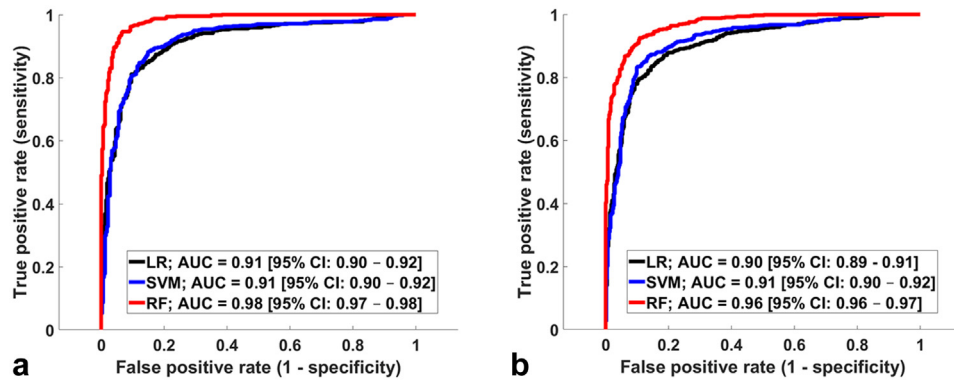 1
0.8
0.6
0.4
0.2
0
True positive rate (sensitivity)
LR; AUC = 0.91 [95% CI: 0.90 – 0.92]
SVM; AUC = 0.91 [95% CI: 0.90 – 0.92]
RF; AUC = 0.98 [95% CI: 0.97 – 0.98]
0 0.2 0.4 0.6 0.8 1
False positive rate (1 - specificity)
a
1
0.8
0.6
0.4
0.2
0
True positive rate (sensitivity)
LR; AUC = 0.90 [95% CI: 0.89 - 0.91]
SVM; AUC = 0.91 [95% CI: 0.90 – 0.92]
RF; AUC = 0.96 [95% CI: 0.96 – 0.97]
0 0.2 0.4 0.6 0.8 1
False positive rate (1 - specificity)
b